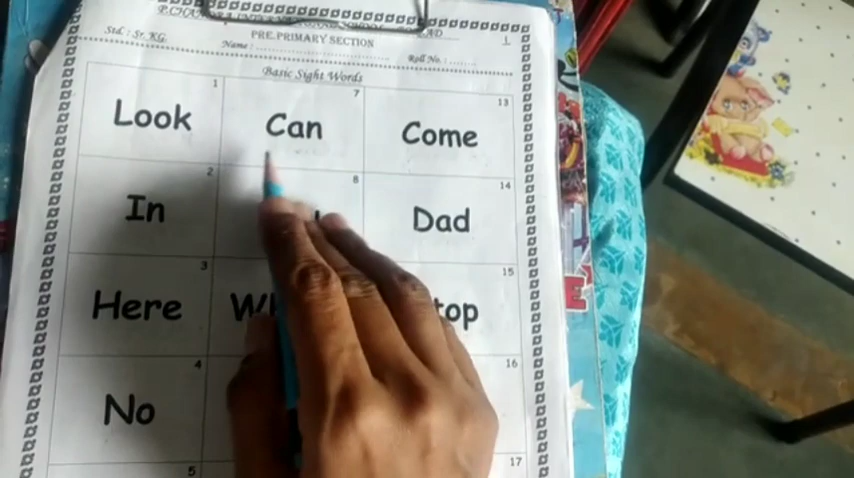 PRE.PRIMARY SECTION
Std. : Sr. KG.
Name :
Roll No. :
1
Basic Sight Words
1
Look
7
Can
13
Come
2
In
8
14
Dad
3
Here
15
4
No
16
5
17